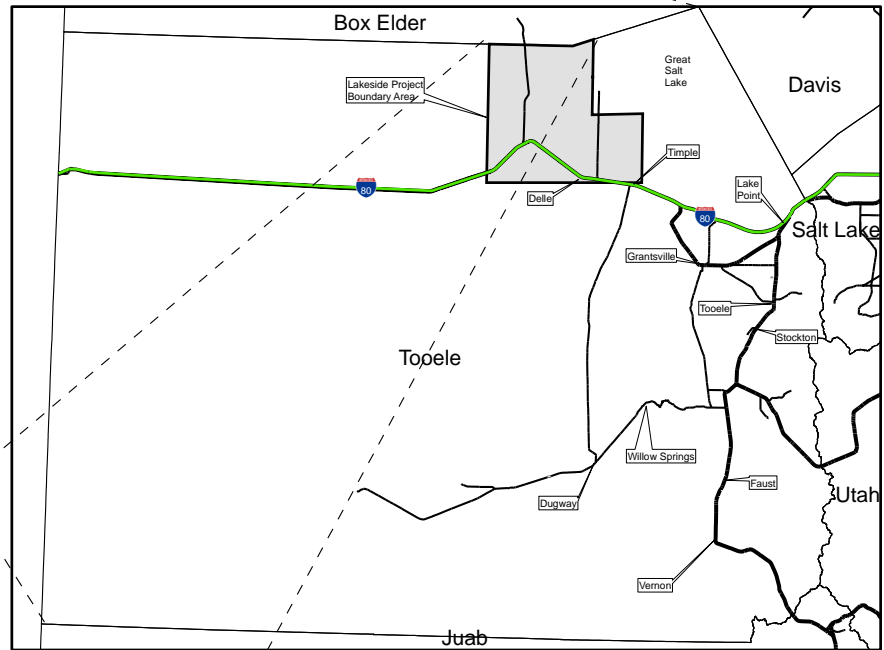 Box Elder
Great
Salt
Lake
Davis
Lakeside Project
Boundary Area
Timple
80
Delle
Lake
Point
80
Salt Lake
Grantsville
Tooele
Stockton
Tooele
Willow Springs
Faust
Utah
Dugway
Vernon
Juab